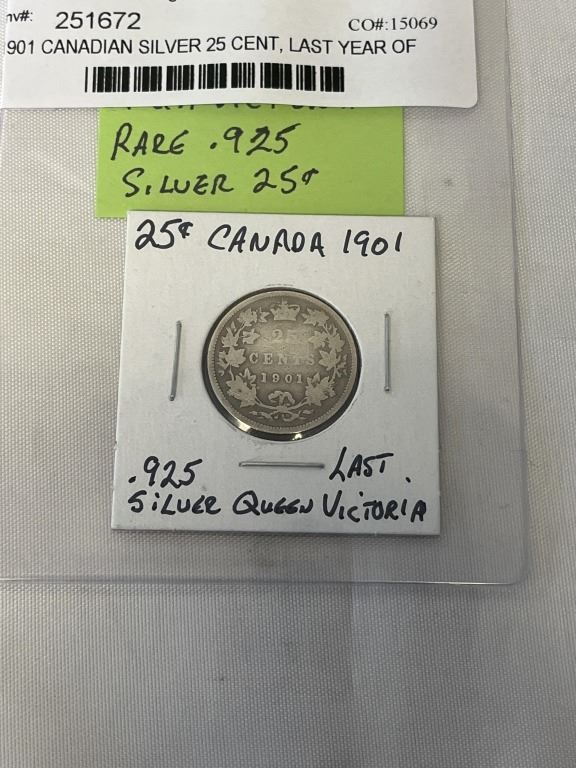 nv#: 251672 CO#:15069
901 CANADIAN SILVER 25 CENT, LAST YEAR OF
RARE .925
SILVER 25¢
25¢ CANADA 1901
25
CENTS
1901
.925 LAST.
SILVER QUEEN VICTORIA